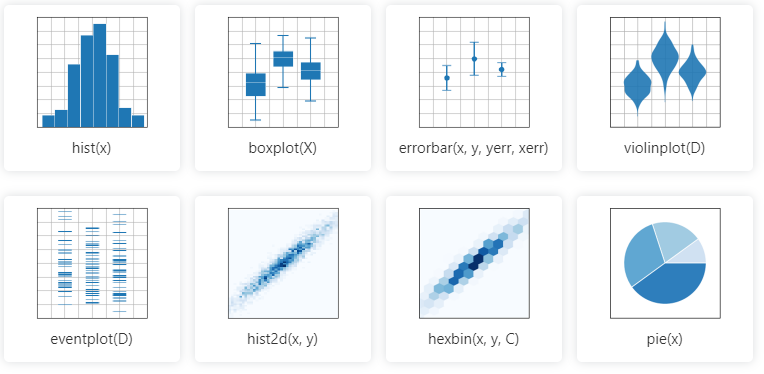 hist(x)
boxplot(X)
errorbar(x, y, yerr, xerr)
violinplot(D)
eventplot(D)
hist2d(x, y)
hexbin(x, y, C)
pie(x)